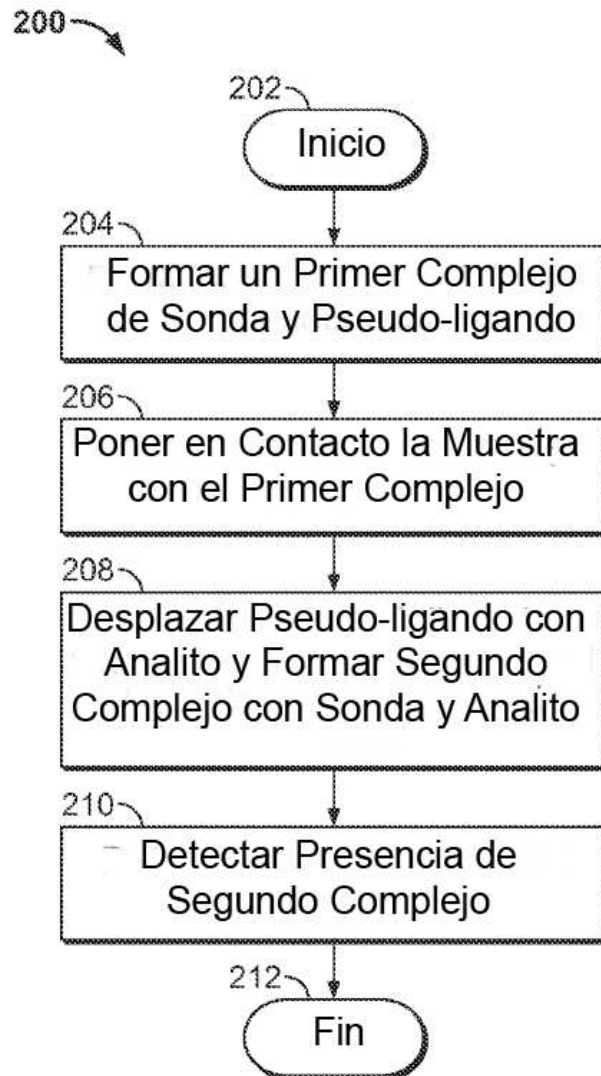 200
202
Inicio
204
Formar un Primer Complejo
de Sonda y Pseudo-ligando
206
Poner en Contacto la Muestra
con el Primer Complejo
208
Desplazar Pseudo-ligando con
Analito y Formar Segundo
Complejo con Sonda y Analito
210
Detectar Presencia de
Segundo Complejo
212
Fin